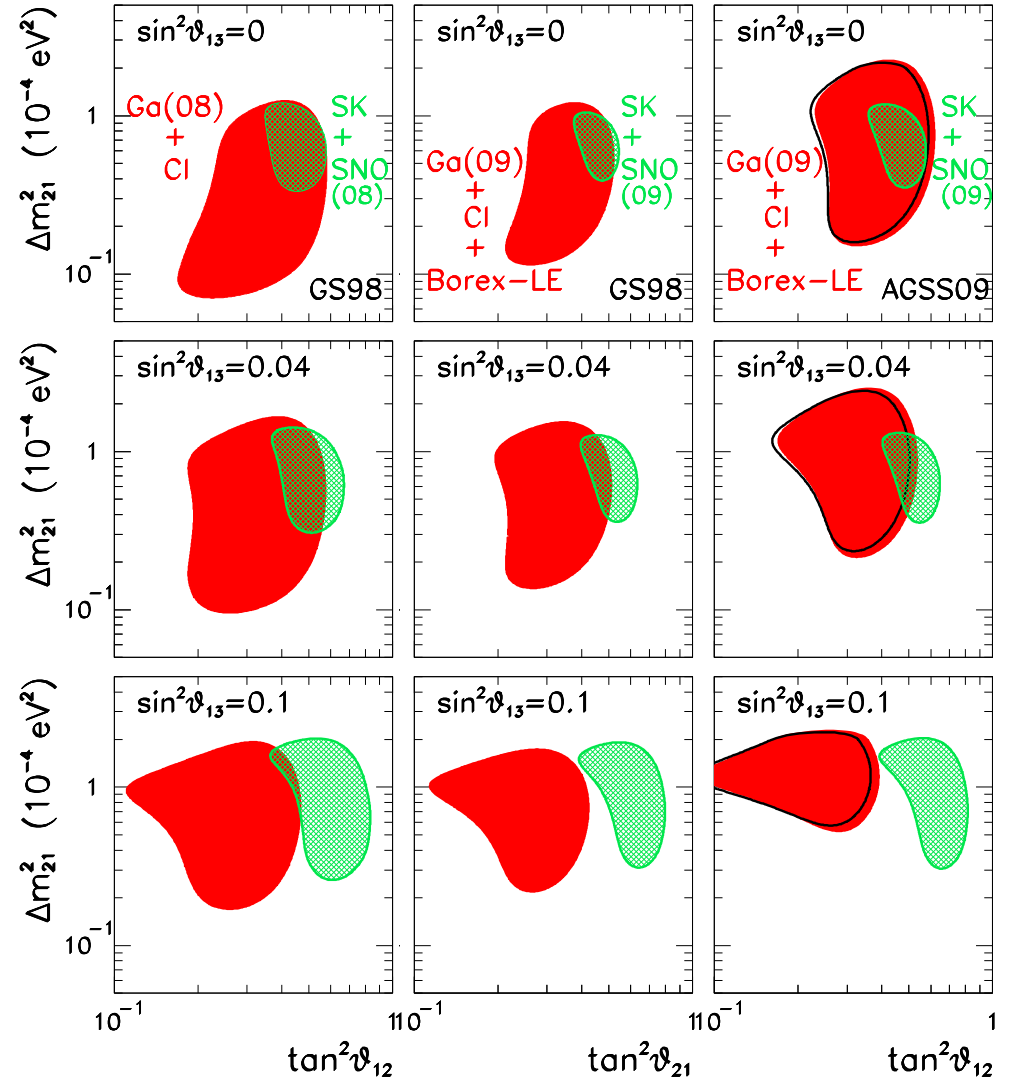 sin²ϑ₁₃=0
sin²ϑ₁₃=0
sin²ϑ₁₃=0
Δm²₂₁ (10⁻⁴ eV²)
1
10⁻¹
Ga(08)
+
Cl
SK
+
SNO
(08)
GS98
Ga(09)
+
Cl
+
Borex-LE
SK
+
SNO
(09)
GS98
Ga(09)
+
Cl
+
Borex-LE
SK
+
SNO
(09)
AGSS09
sin²ϑ₁₃=0.04
sin²ϑ₁₃=0.04
sin²ϑ₁₃=0.04
Δm²₂₁ (10⁻⁴ eV²)
1
10⁻¹
sin²ϑ₁₃=0.1
sin²ϑ₁₃=0.1
sin²ϑ₁₃=0.1
Δm²₂₁ (10⁻⁴ eV²)
1
10⁻¹
10⁻¹ 110⁻¹ 110⁻¹ 1
tan²ϑ₁₂ tan²ϑ₂₁ tan²ϑ₁₂